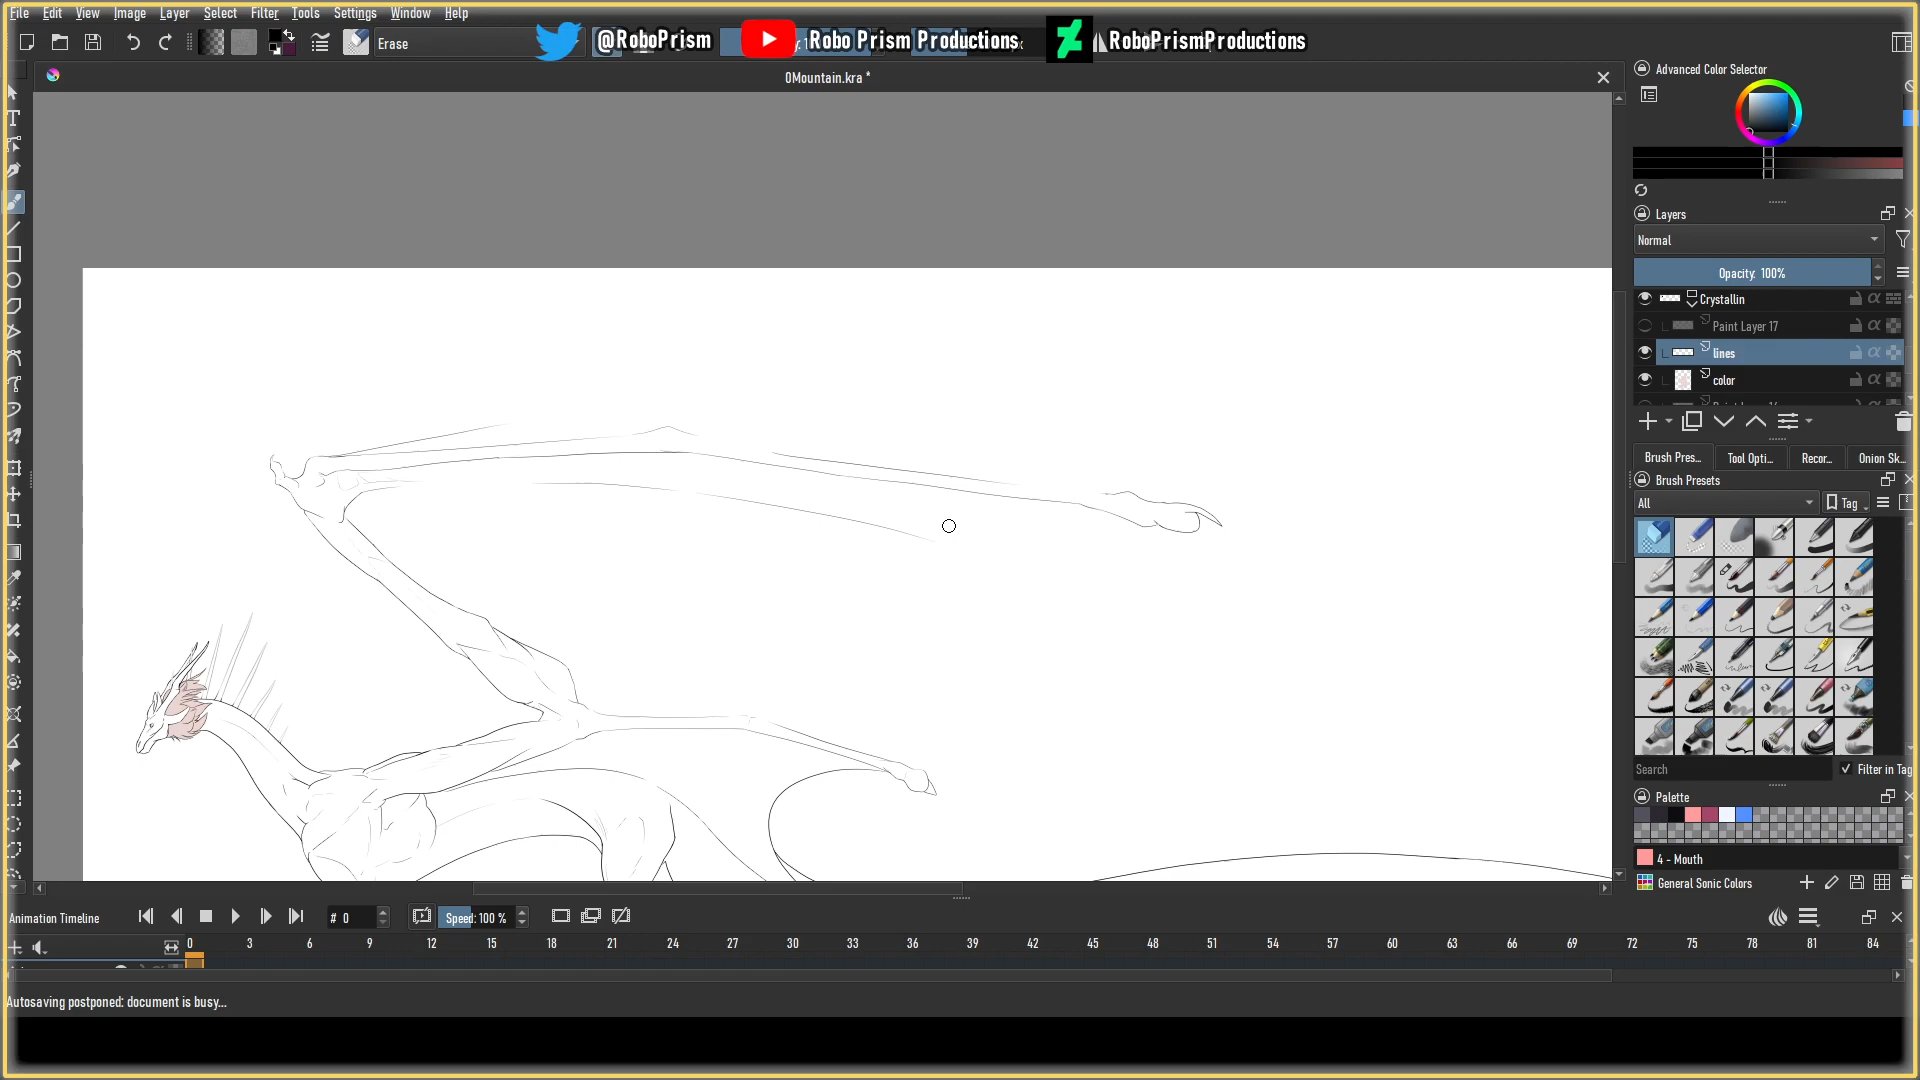 File Edit View Image Layer Select Filter Tools Settings Window Help
Erase
@RoboPrism
Robo Prism Productions
RoboPrismProductions
0Mountain.kra *
Advanced Color Selector
Layers
Normal
Opacity: 100%
Crystallin
Paint Layer 17
lines
color
Brush Pres... Tool Opti... Recor... Onion Sk...
Brush Presets
All
Tag
Search
Filter in Tag
Palette
4 - Mouth
General Sonic Colors
Animation Timeline
# 0
Speed: 100 %
0 3 6 9 12 15 18 21 24 27 30 33 36 39 42 45 48 51 54 57 60 63 66 69 72 75 78 81 84
Autosaving postponed: document is busy...